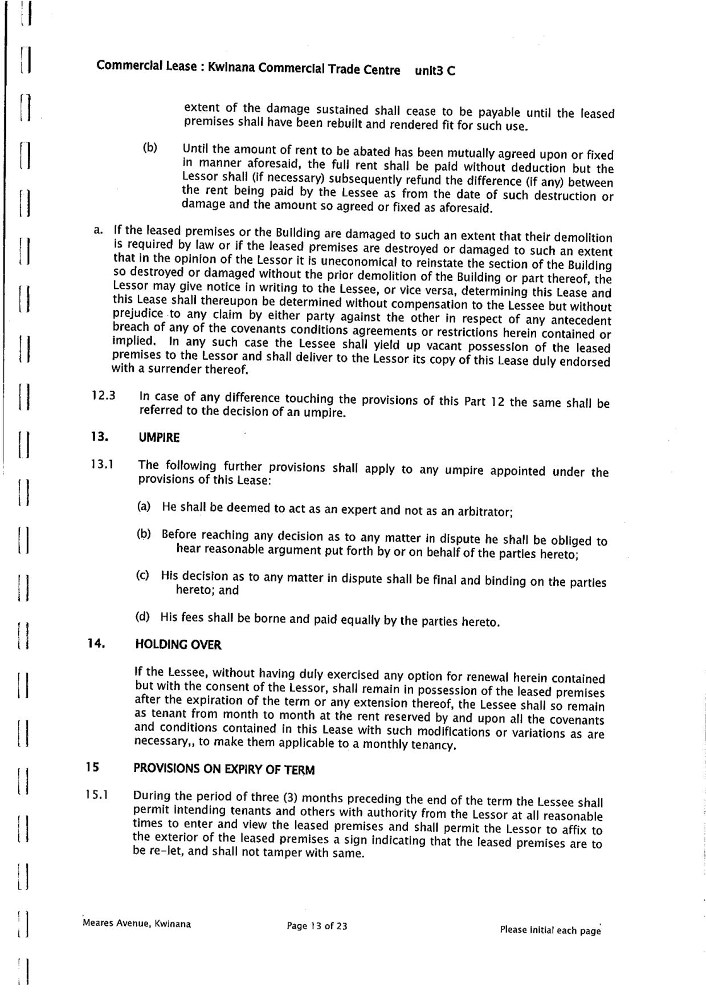 Commercial Lease : Kwinana Commercial Trade Centre unit3 C
extent of the damage sustained shall cease to be payable until the leased
premises shall have been rebuilt and rendered fit for such use.
(b) Until the amount of rent to be abated has been mutually agreed upon or fixed
in manner aforesaid, the full rent shall be paid without deduction but the
Lessor shall (if necessary) subsequently refund the difference (if any) between
the rent being paid by the Lessee as from the date of such destruction or
damage and the amount so agreed or fixed as aforesaid.
a. If the leased premises or the Building are damaged to such an extent that their demolition
is required by law or if the leased premises are destroyed or damaged to such an extent
that in the opinion of the Lessor it is uneconomical to reinstate the section of the Building
so destroyed or damaged without the prior demolition of the Building or part thereof, the
Lessor may give notice in writing to the Lessee, or vice versa, determining this Lease and
this Lease shall thereupon be determined without compensation to the Lessee but without
prejudice to any claim by either party against the other in respect of any antecedent
breach of any of the covenants conditions agreements or restrictions herein contained or
implied. In any such case the Lessee shall yield up vacant possession of the leased
premises to the Lessor and shall deliver to the Lessor its copy of this Lease duly endorsed
with a surrender thereof.
12.3 In case of any difference touching the provisions of this Part 12 the same shall be
referred to the decision of an umpire.
13. UMPIRE
13.1 The following further provisions shall apply to any umpire appointed under the
provisions of this Lease:
(a) He shall be deemed to act as an expert and not as an arbitrator;
(b) Before reaching any decision as to any matter in dispute he shall be obliged to
hear reasonable argument put forth by or on behalf of the parties hereto;
(c) His decision as to any matter in dispute shall be final and binding on the parties
hereto; and
(d) His fees shall be borne and paid equally by the parties hereto.
14. HOLDING OVER
If the Lessee, without having duly exercised any option for renewal herein contained
but with the consent of the Lessor, shall remain in possession of the leased premises
after the expiration of the term or any extension thereof, the Lessee shall so remain
as tenant from month to month at the rent reserved by and upon all the covenants
and conditions contained in this Lease with such modifications or variations as are
necessary,, to make them applicable to a monthly tenancy.
15 PROVISIONS ON EXPIRY OF TERM
15.1 During the period of three (3) months preceding the end of the term the Lessee shall
permit intending tenants and others with authority from the Lessor at all reasonable
times to enter and view the leased premises and shall permit the Lessor to affix to
the exterior of the leased premises a sign indicating that the leased premises are to
be re-let, and shall not tamper with same.
Meares Avenue, Kwinana Page 13 of 23 Please initial each page